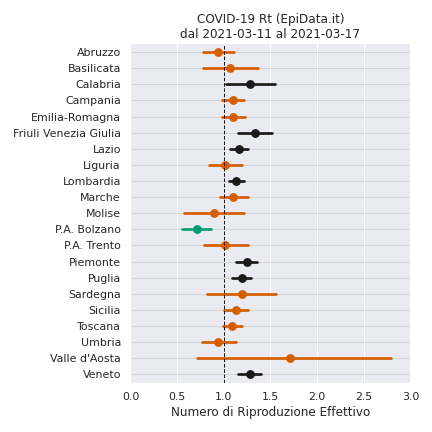 COVID-19 Rt (EpiData.it)
dal 2021-03-11 al 2021-03-17
Abruzzo
Basilicata
Calabria
Campania
Emilia-Romagna
Friuli Venezia Giulia
Lazio
Liguria
Lombardia
Marche
Molise
P.A. Bolzano
P.A. Trento
Piemonte
Puglia
Sardegna
Sicilia
Toscana
Umbria
Valle d'Aosta
Veneto
0.0 0.5 1.0 1.5 2.0 2.5 3.0
Numero di Riproduzione Effettivo